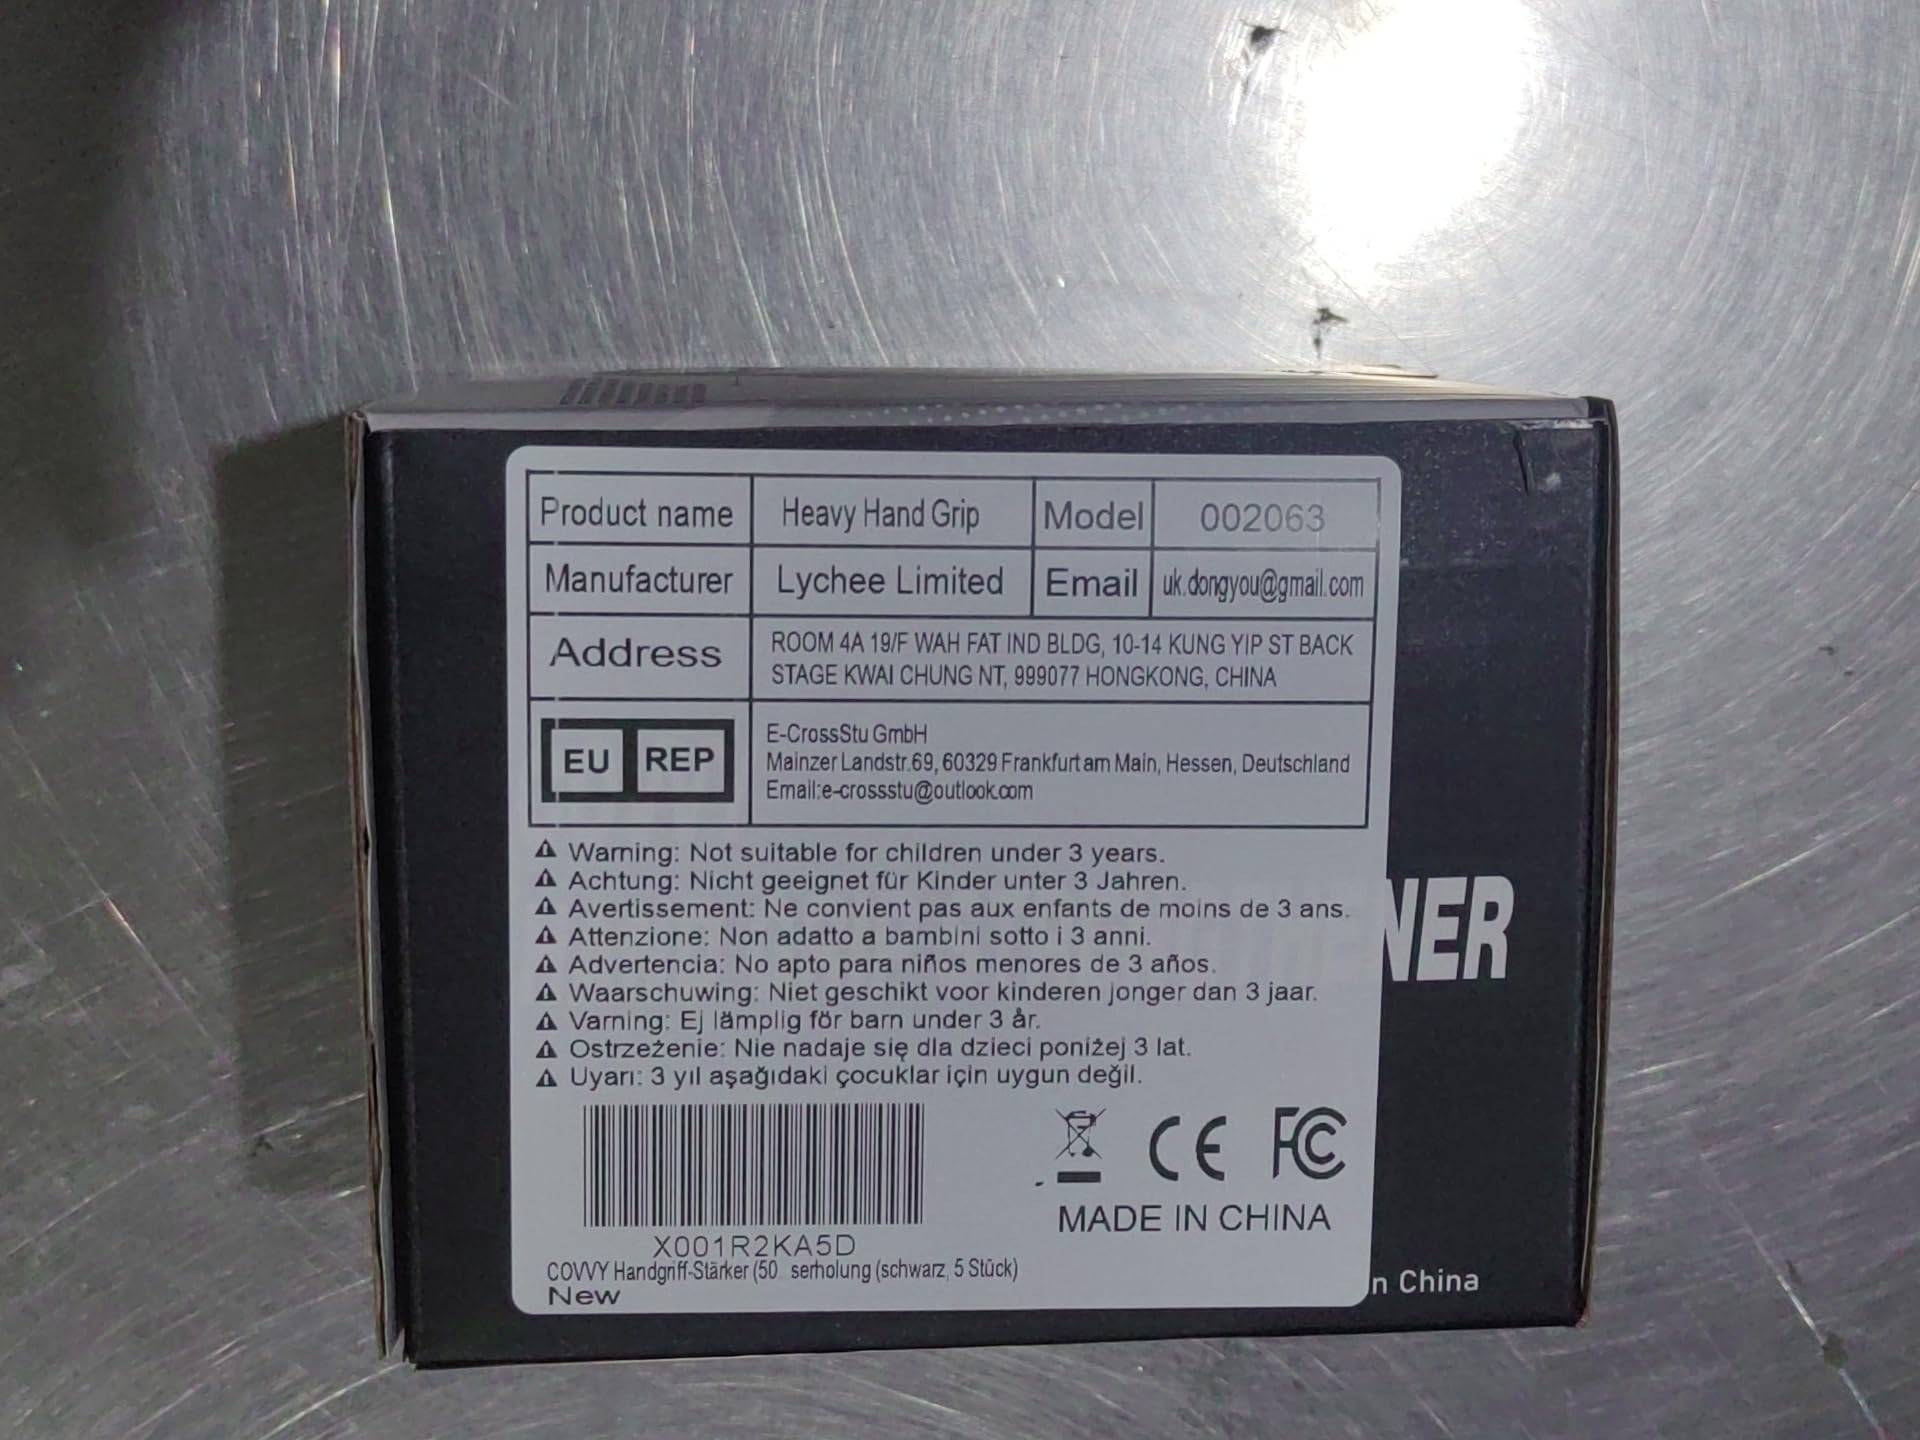 Product name Heavy Hand Grip Model 002063
Manufacturer Lychee Limited Email uk.dongyou@gmail.com
Address ROOM 4A 19/F WAH FAT IND BLDG, 10-14 KUNG YIP ST BACK
STAGE KWAI CHUNG NT, 999077 HONGKONG, CHINA
EU REP E-CrossStu GmbH
Mainzer Landstr.69, 60329 Frankfurt am Main, Hessen, Deutschland
Email:e-crossstu@outlook.com
Warning: Not suitable for children under 3 years.
Achtung: Nicht geeignet für Kinder unter 3 Jahren.
Avertissement: Ne convient pas aux enfants de moins de 3 ans.
Attenzione: Non adatto a bambini sotto i 3 anni.
Advertencia: No apto para niños menores de 3 años.
Waarschuwing: Niet geschikt voor kinderen jonger dan 3 jaar.
Varning: Ej lämplig för barn under 3 år.
Ostrzeżenie: Nie nadaje się dla dzieci poniżej 3 lat.
Uyarı: 3 yıl aşağıdaki çocuklar için uygun değil.
NER
CE FC
MADE IN CHINA
X001R2KA5D
COVVY Handgriff-Stärker (50 serholung (schwarz, 5 Stück)
New
n China